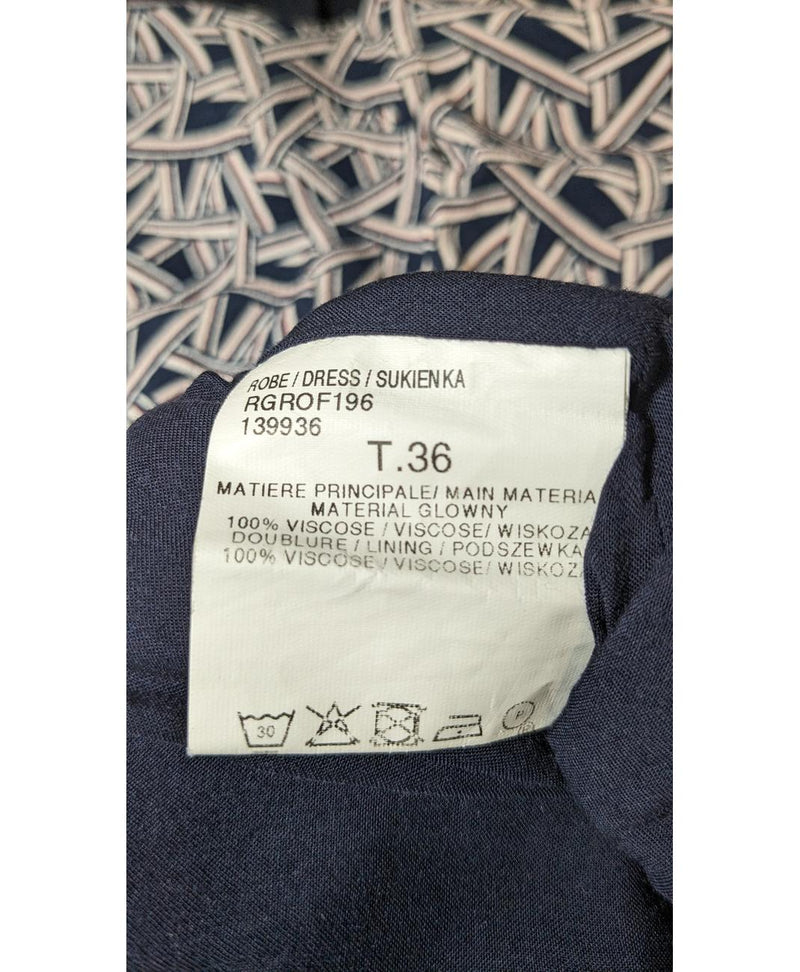 ROBE / DRESS / SUKIENKA
RGROF196
139936
T.36
MATIERE PRINCIPALE/ MAIN MATERIA
MATERIAL GLOWNY
100% VISCOSE / VISCOSE/ WISKOZA
DOUBLURE / LINING / PODSZEWKA
100% VISCOSE / VISCOSE/ WISKOZ
30
P